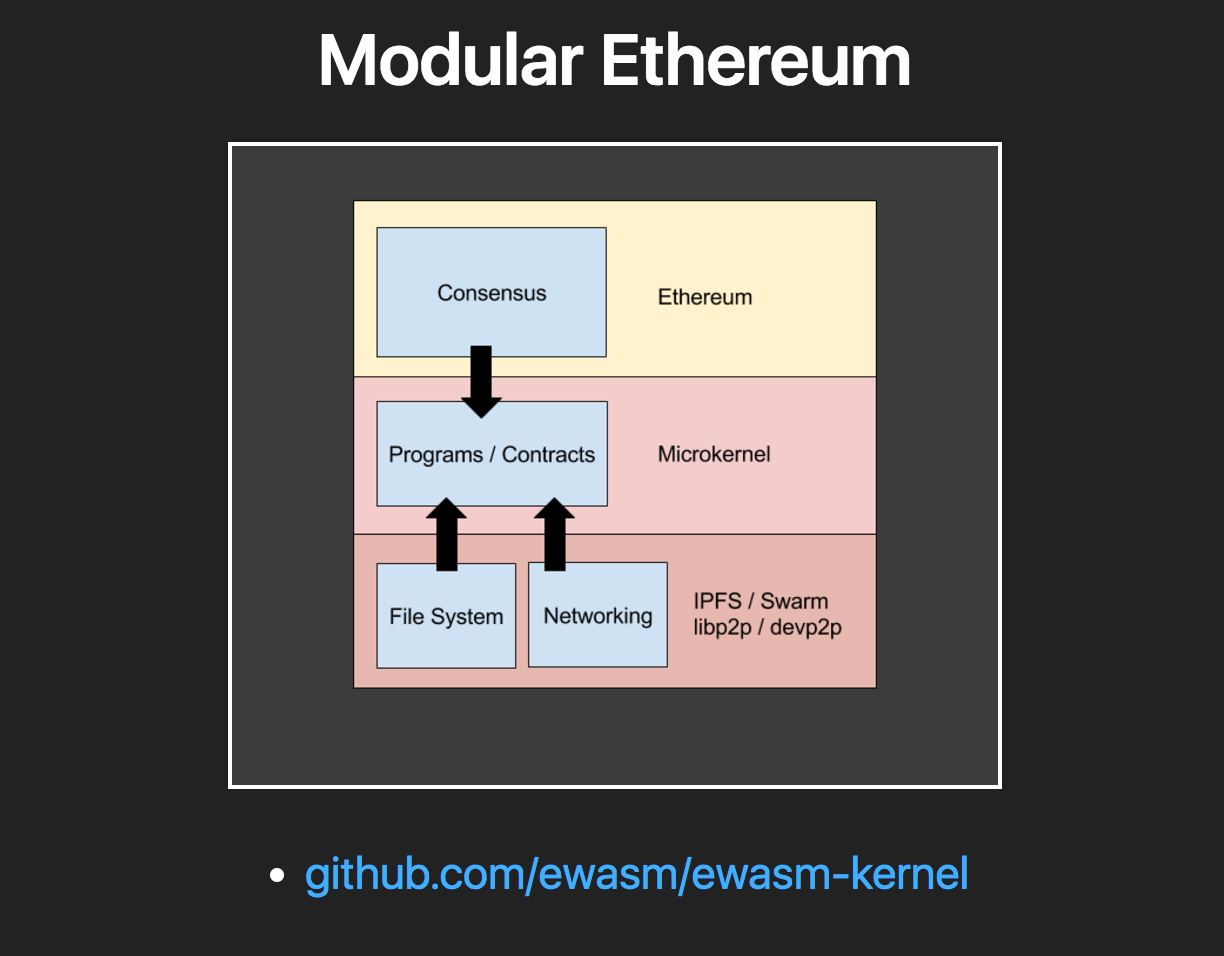 Modular Ethereum
Consensus
Ethereum
Programs / Contracts
Microkernel
File System
Networking
IPFS / Swarm
libp2p / devp2p
github.com/ewasm/ewasm-kernel